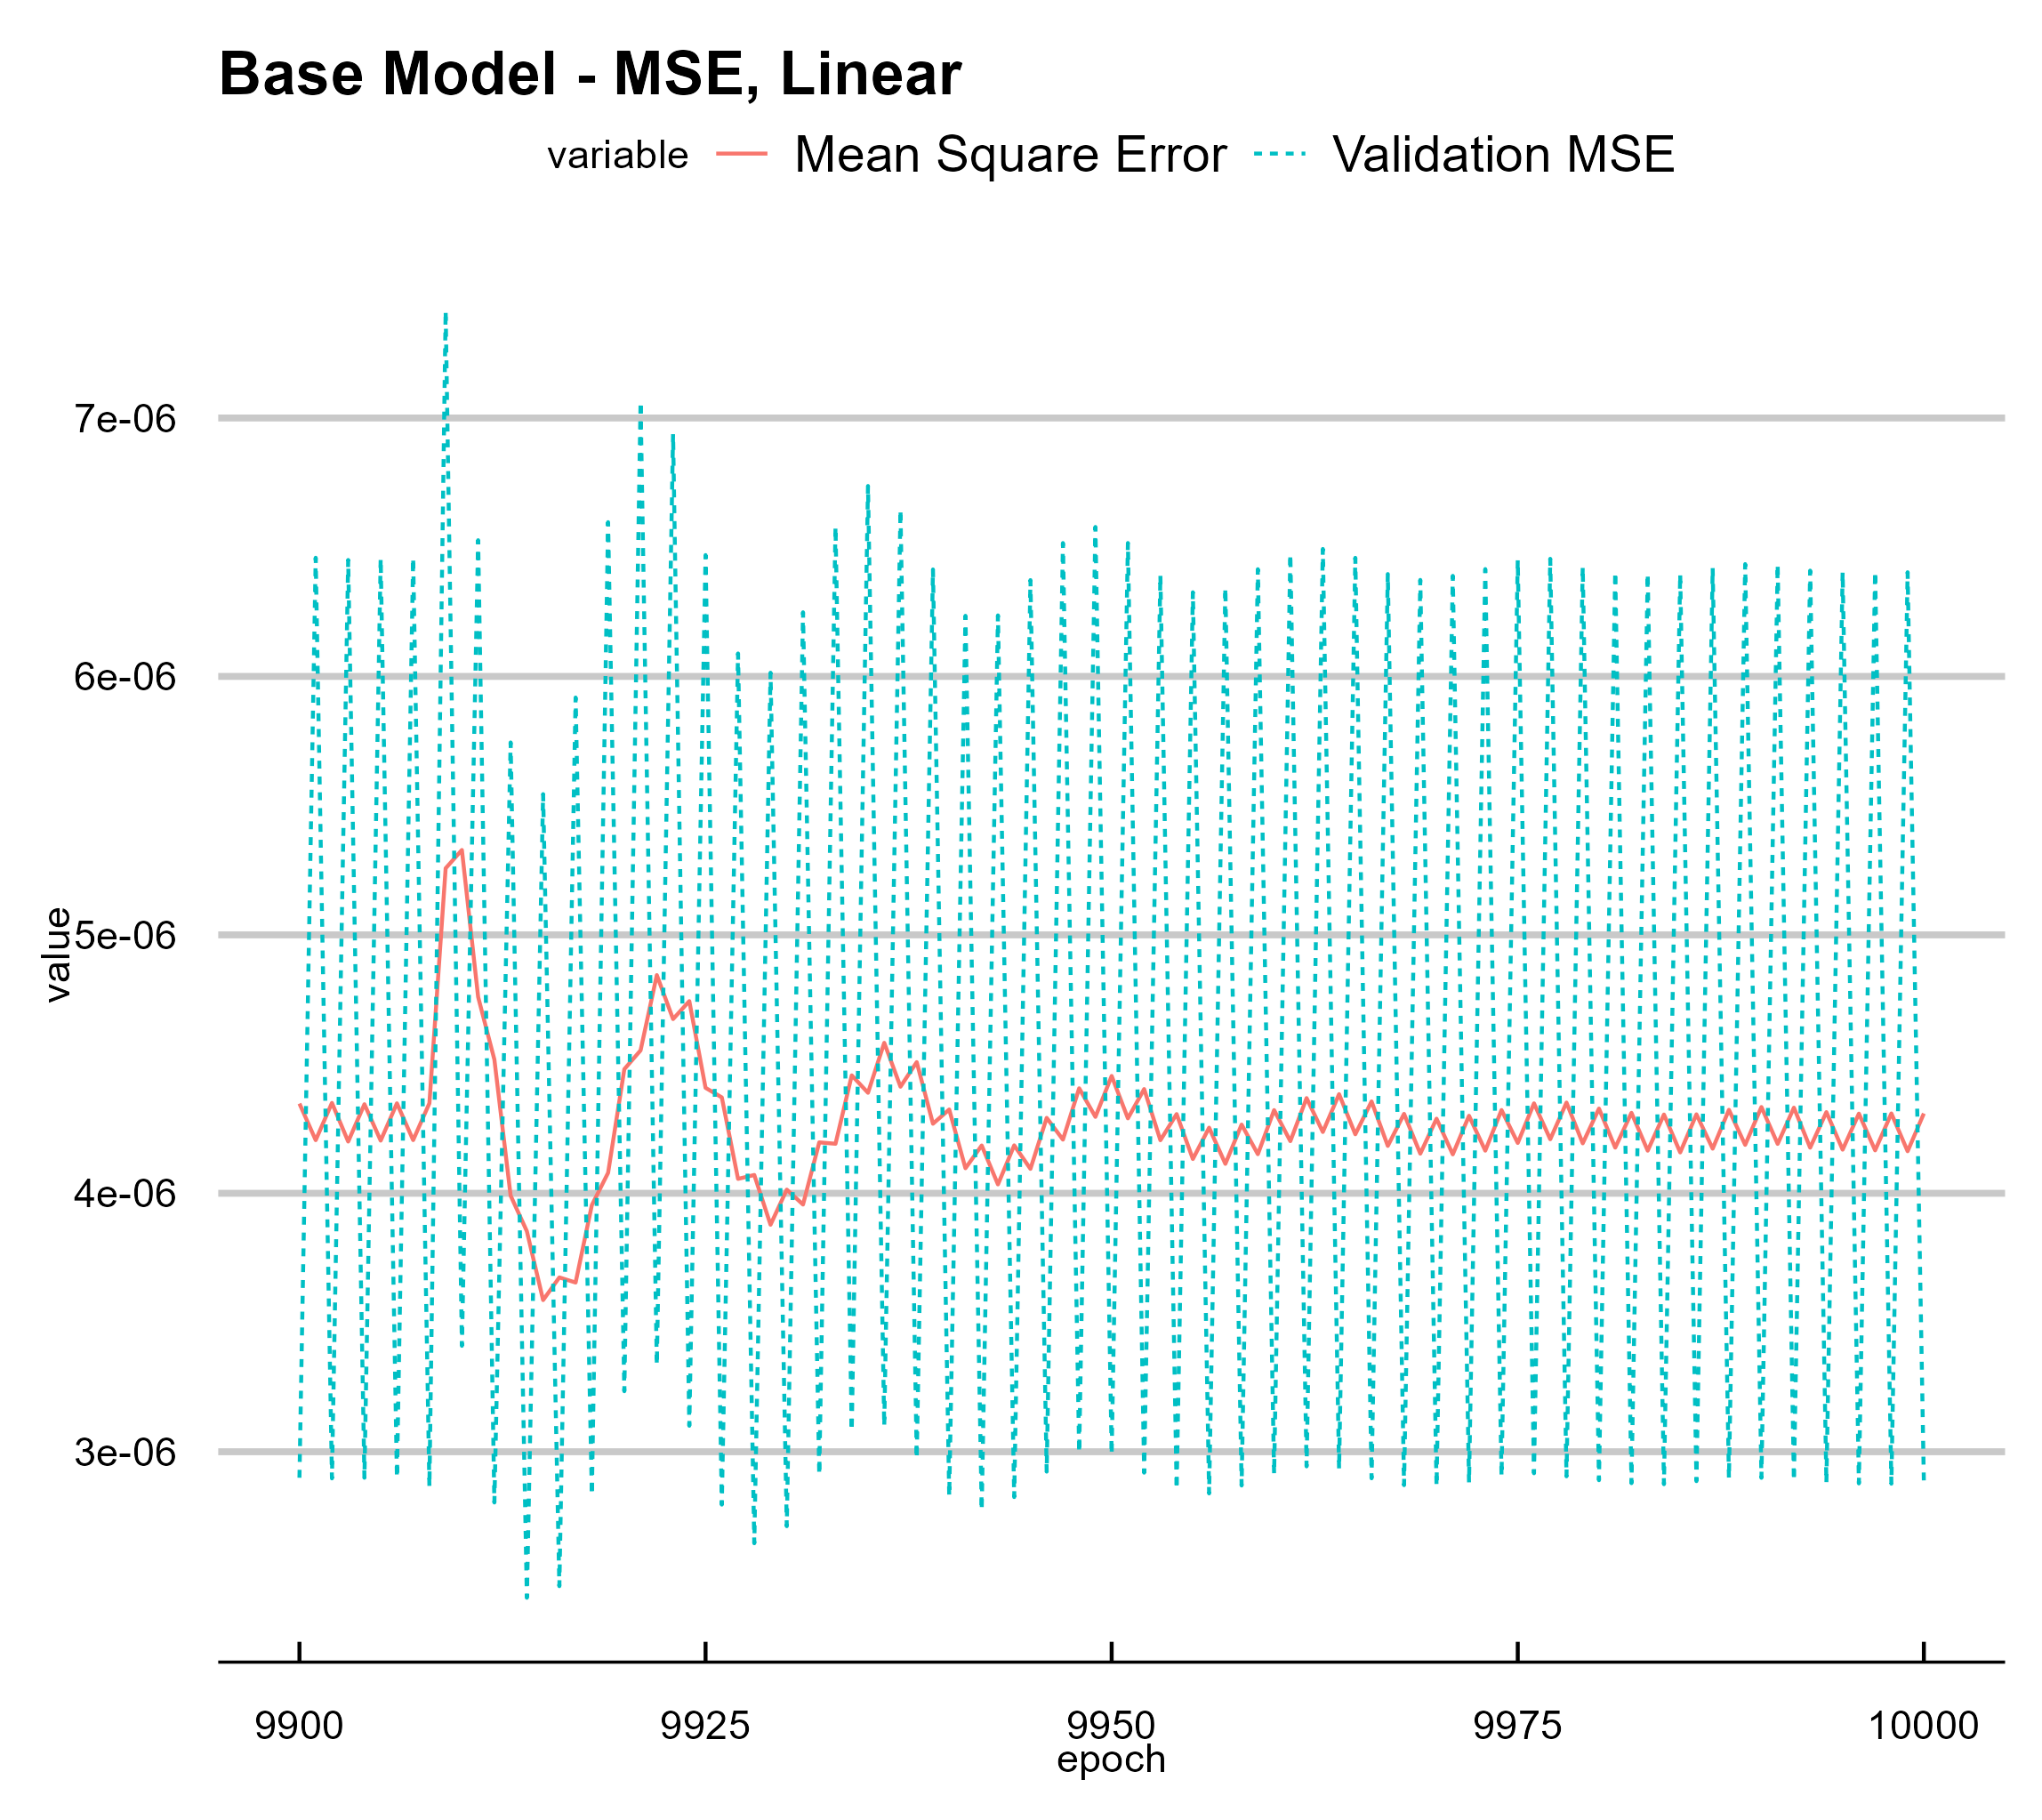 Base Model - MSE, Linear
variable Mean Square Error Validation MSE
7e-06
6e-06
5e-06
4e-06
3e-06
value
9900 9925 9950 9975 10000
epoch